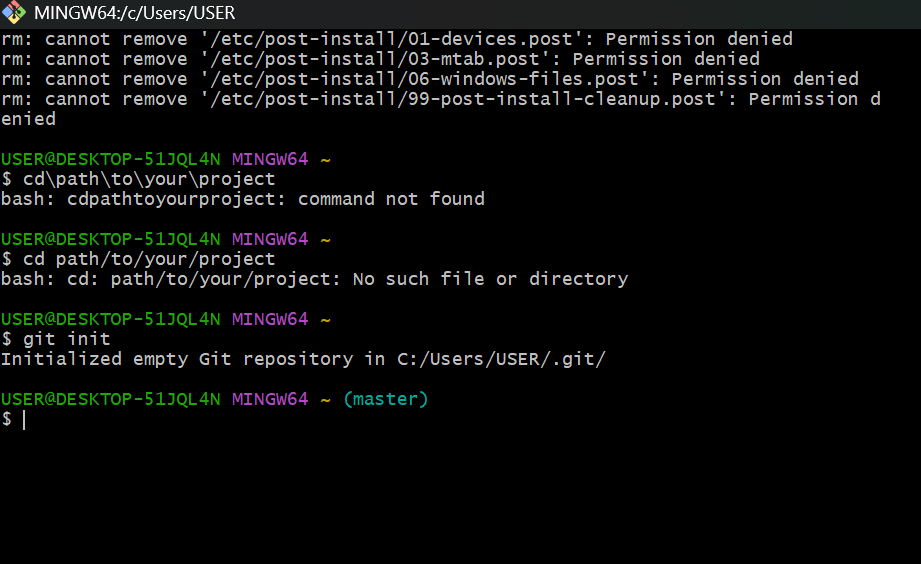 MINGW64:/c/Users/USER
rm: cannot remove '/etc/post-install/01-devices.post': Permission denied
rm: cannot remove '/etc/post-install/03-mtab.post': Permission denied
rm: cannot remove '/etc/post-install/06-windows-files.post': Permission denied
rm: cannot remove '/etc/post-install/99-post-install-cleanup.post': Permission d
enied
USER@DESKTOP-51JQL4N MINGW64 ~
$ cd\path\to\your\project
bash: cdpathtoyourproject: command not found
USER@DESKTOP-51JQL4N MINGW64 ~
$ cd path/to/your/project
bash: cd: path/to/your/project: No such file or directory
USER@DESKTOP-51JQL4N MINGW64 ~
$ git init
Initialized empty Git repository in C:/Users/USER/.git/
USER@DESKTOP-51JQL4N MINGW64 ~ (master)
$